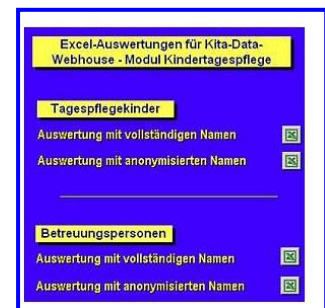 Excel-Auswertungen für Kita-Data-
Webhouse - Modul Kindertagespflege
Tagespflegekinder
Auswertung mit vollständigen Namen
Auswertung mit anonymisierten Namen
Betreuungspersonen
Auswertung mit vollständigen Namen
Auswertung mit anonymisierten Namen